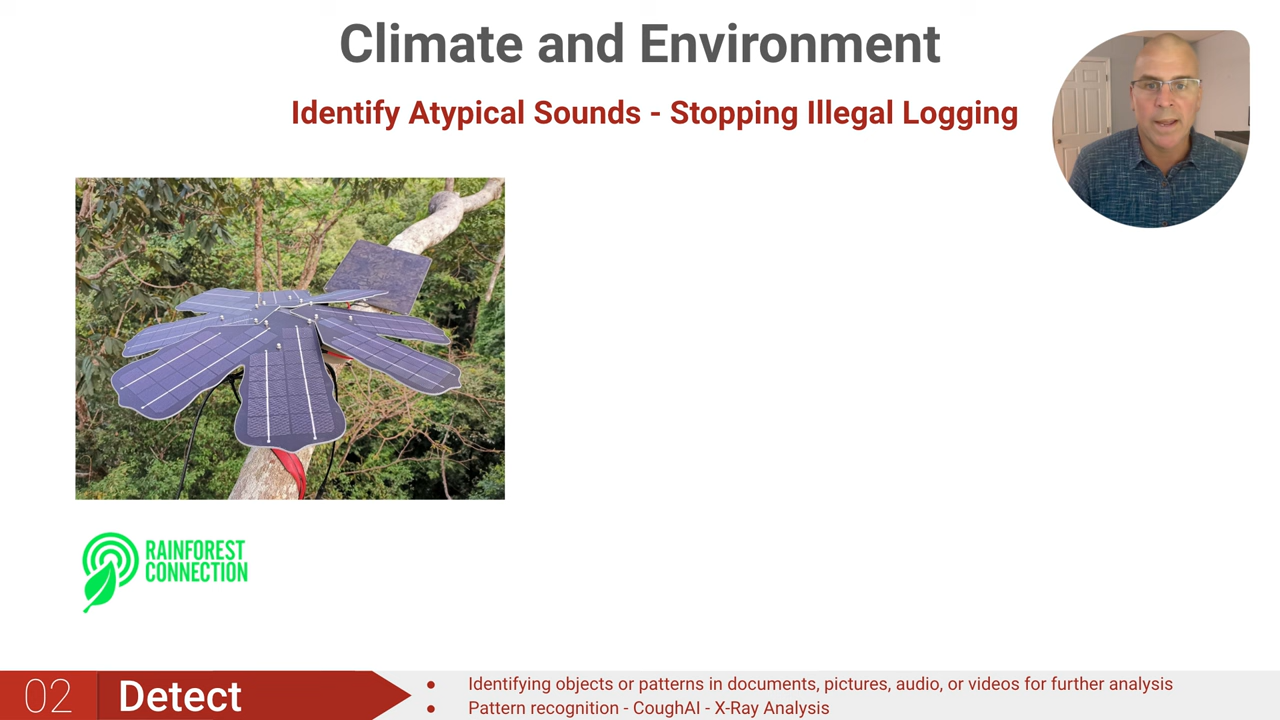 Climate and Environment
Identify Atypical Sounds - Stopping Illegal Logging
RAINFOREST
CONNECTION
02
Detect
● Identifying objects or patterns in documents, pictures, audio, or videos for further analysis
● Pattern recognition - CoughAI - X-Ray Analysis